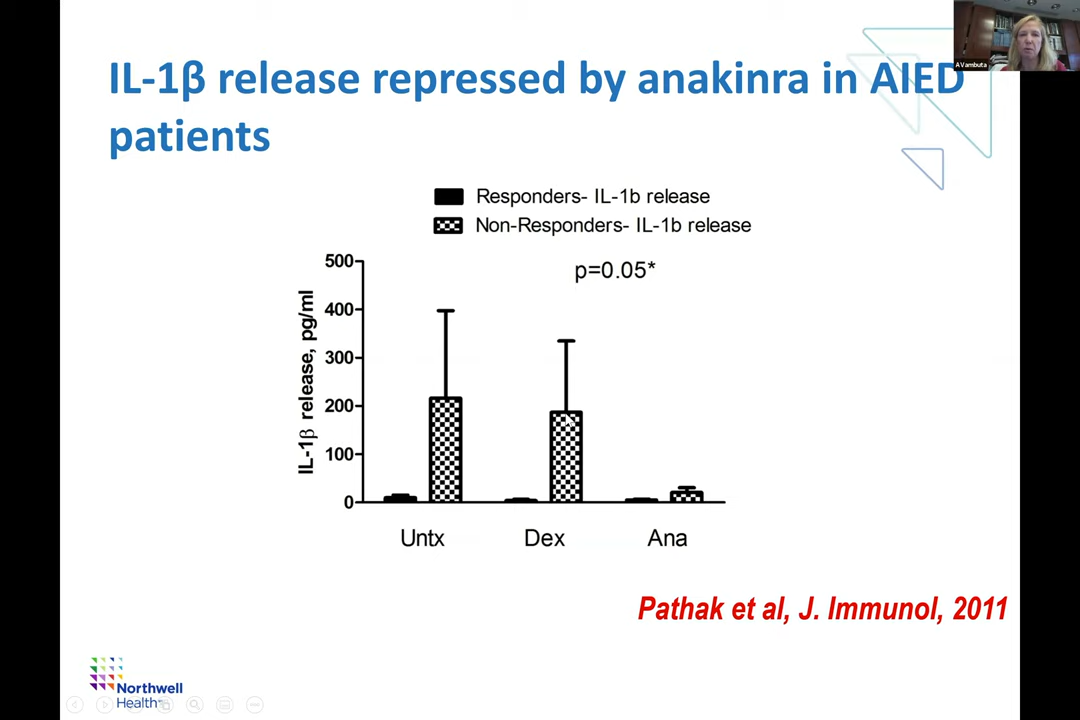 IL-1β release repressed by anakinra in AIED
patients
A Vambuta
Responders- IL-1b release
Non-Responders- IL-1b release
p=0.05*
IL-1β release, pg/ml
500
400
300
200
100
0
Untx
Dex
Ana
Pathak et al, J. Immunol, 2011
Northwell
Health